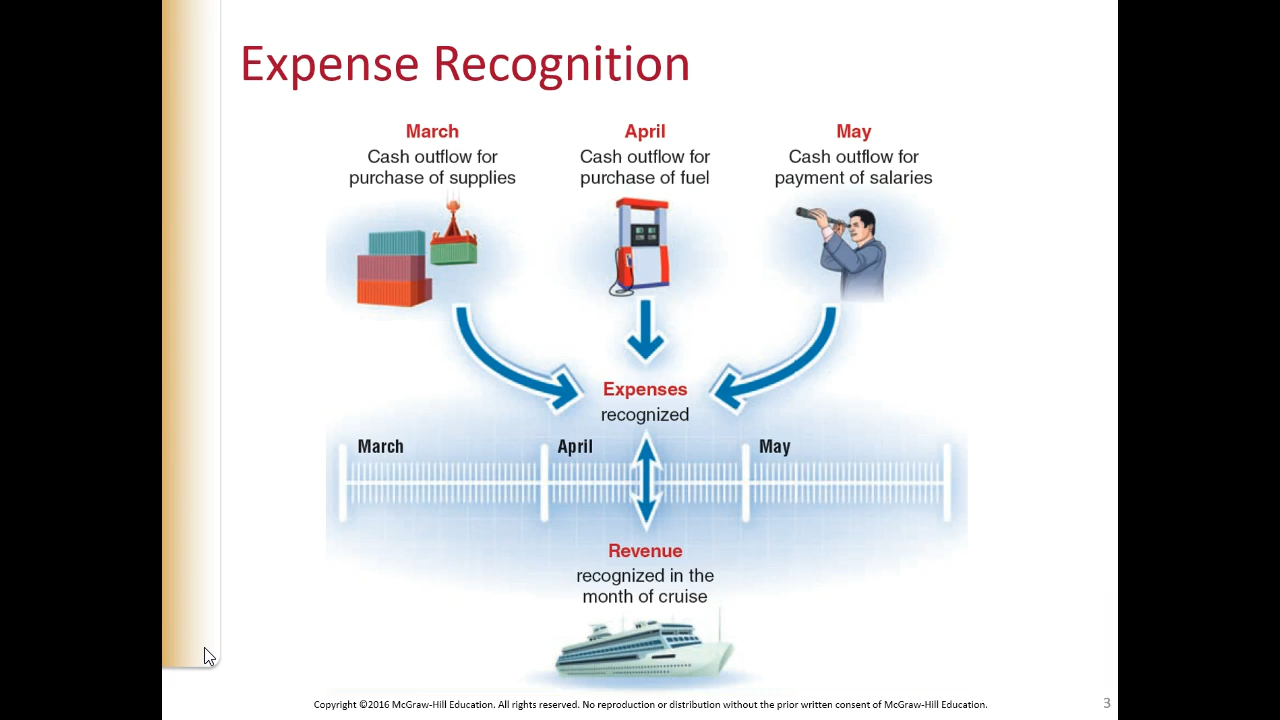 Expense Recognition
March
Cash outflow for
purchase of supplies
April
Cash outflow for
purchase of fuel
May
Cash outflow for
payment of salaries
Expenses
recognized
March
April
May
Revenue
recognized in the
month of cruise
Copyright ©2016 McGraw-Hill Education. All rights reserved. No reproduction or distribution without the prior written consent of McGraw-Hill Education.
3